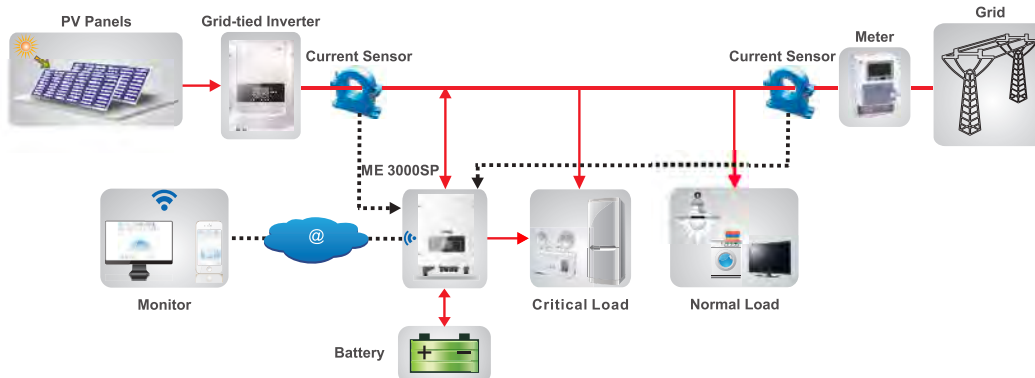 PV Panels
Grid-tied Inverter
Current Sensor
Current Sensor
Meter
Grid
ME 3000SP
@
Monitor
Critical Load
Normal Load
Battery
+ −